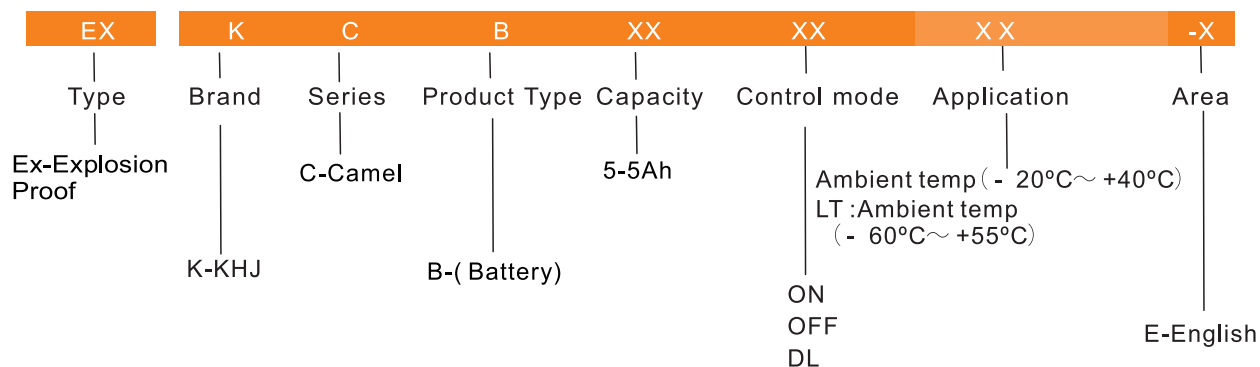 EX K C B XX XX X X -X
Type Brand Series Product Type Capacity Control mode Application Area
Ex-Explosion
Proof
C-Camel
5-5Ah
Ambient temp(- 20ºC～ +40ºC)
LT :Ambient temp
(- 60ºC～ +55ºC)
K-KHJ
B-( Battery)
ON
OFF
DL
E-English